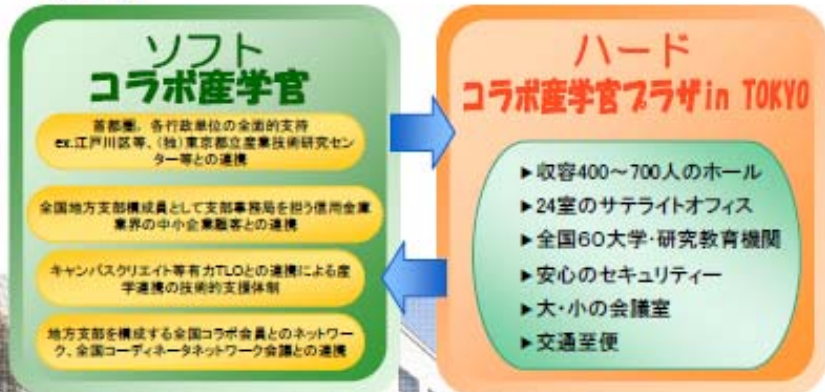 ソフト
コラボ産学官
首都圏、各行政単位の全面的支持
ex.江戸川区等、(独)東京都立産業技術研究セン
ター等との連携
全国地方支部構成員として支部事務局を担う信用金庫
業界の中小企業顧客との連携
キャンパスクリエイト等有力TLOとの連携による産
学連携の技術的支援体制
地方支部を構成する全国コラボ会員とのネットワー
ク、全国コーディネータネットワーク会議との連携
ハード
コラボ産学官プラザin TOKYO
▶収容400～700人のホール
▶24室のサテライトオフィス
▶全国60大学・研究教育機関
▶安心のセキュリティー
▶大・小の会議室
▶交通至便